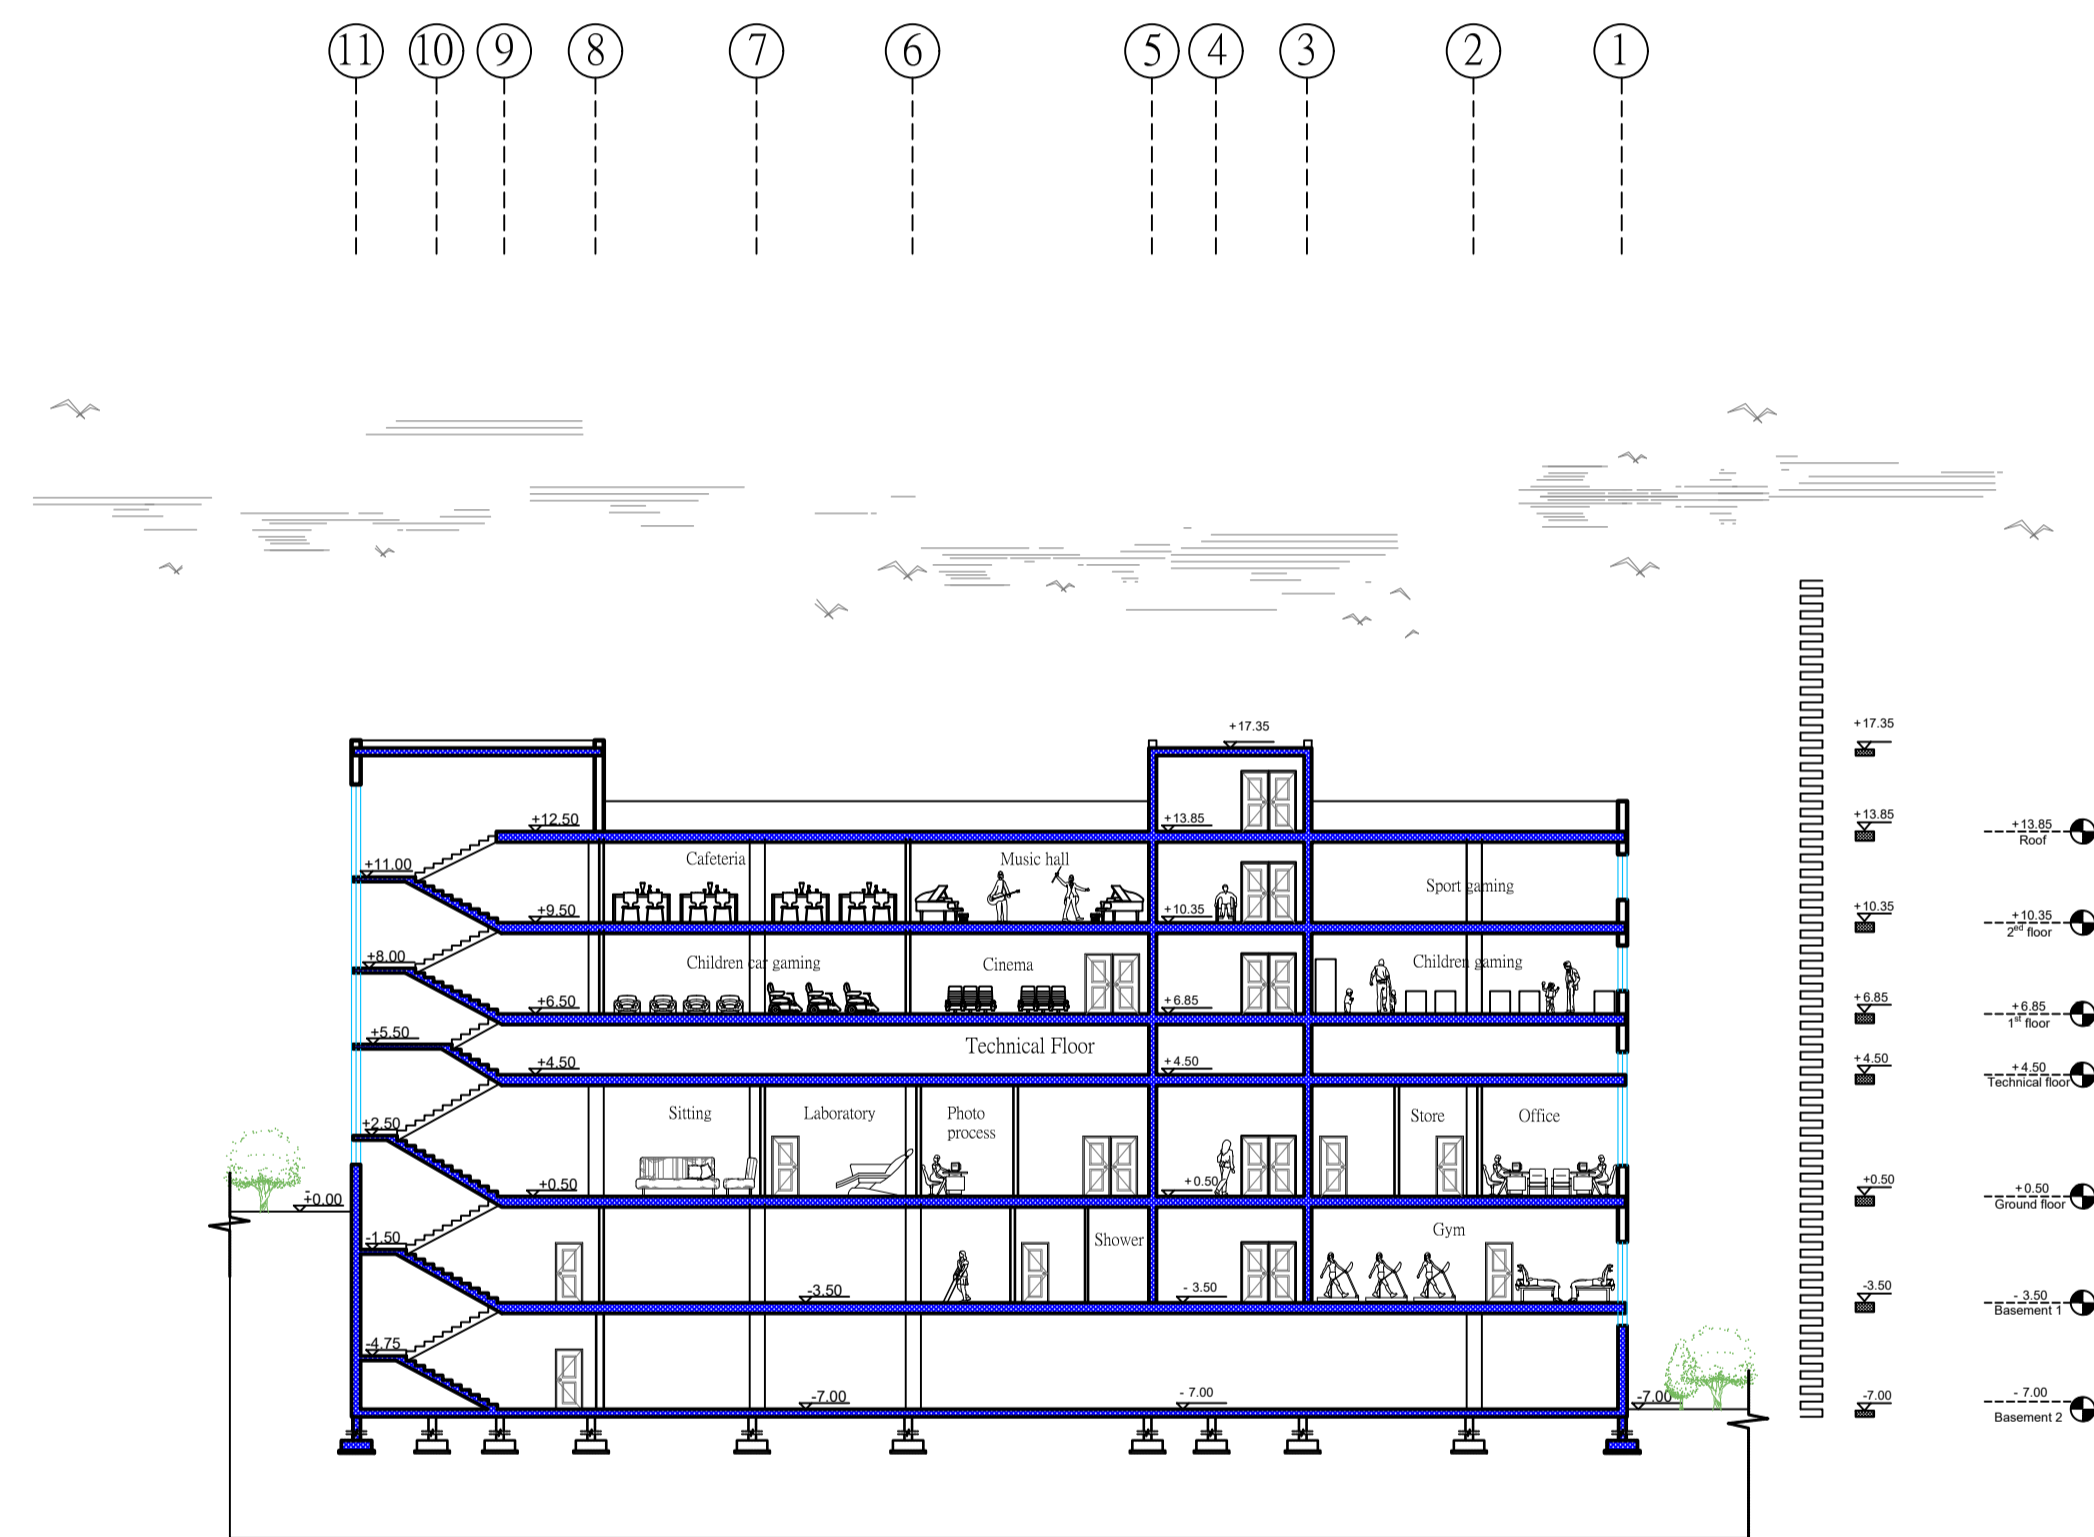 11 10 9 8 7 6 5 4 3 2 1
+17.35
+17.35
+12.50
+13.85
+13.85
+13.85
Roof
Cafeteria
Music hall
+11.00
Sport gaming
+9.50
+10.35
+10.35
+10.35
2ed floor
+8.00
Children car gaming
Cinema
Children gaming
+6.50
+6.85
+6.85
+6.85
1st floor
+5.50
Technical Floor
+4.50
+4.50
+4.50
+4.50
Technical floor
Sitting
Laboratory
Photo
process
Store
Office
+2.50
+0.50
+0.50
+0.50
+0.50
Ground floor
+0.00
-1.50
Shower
Gym
-3.50
- 3.50
-3.50
- 3.50
Basement 1
-4.75
-7.00
- 7.00
-7.00
-7.00
- 7.00
Basement 2